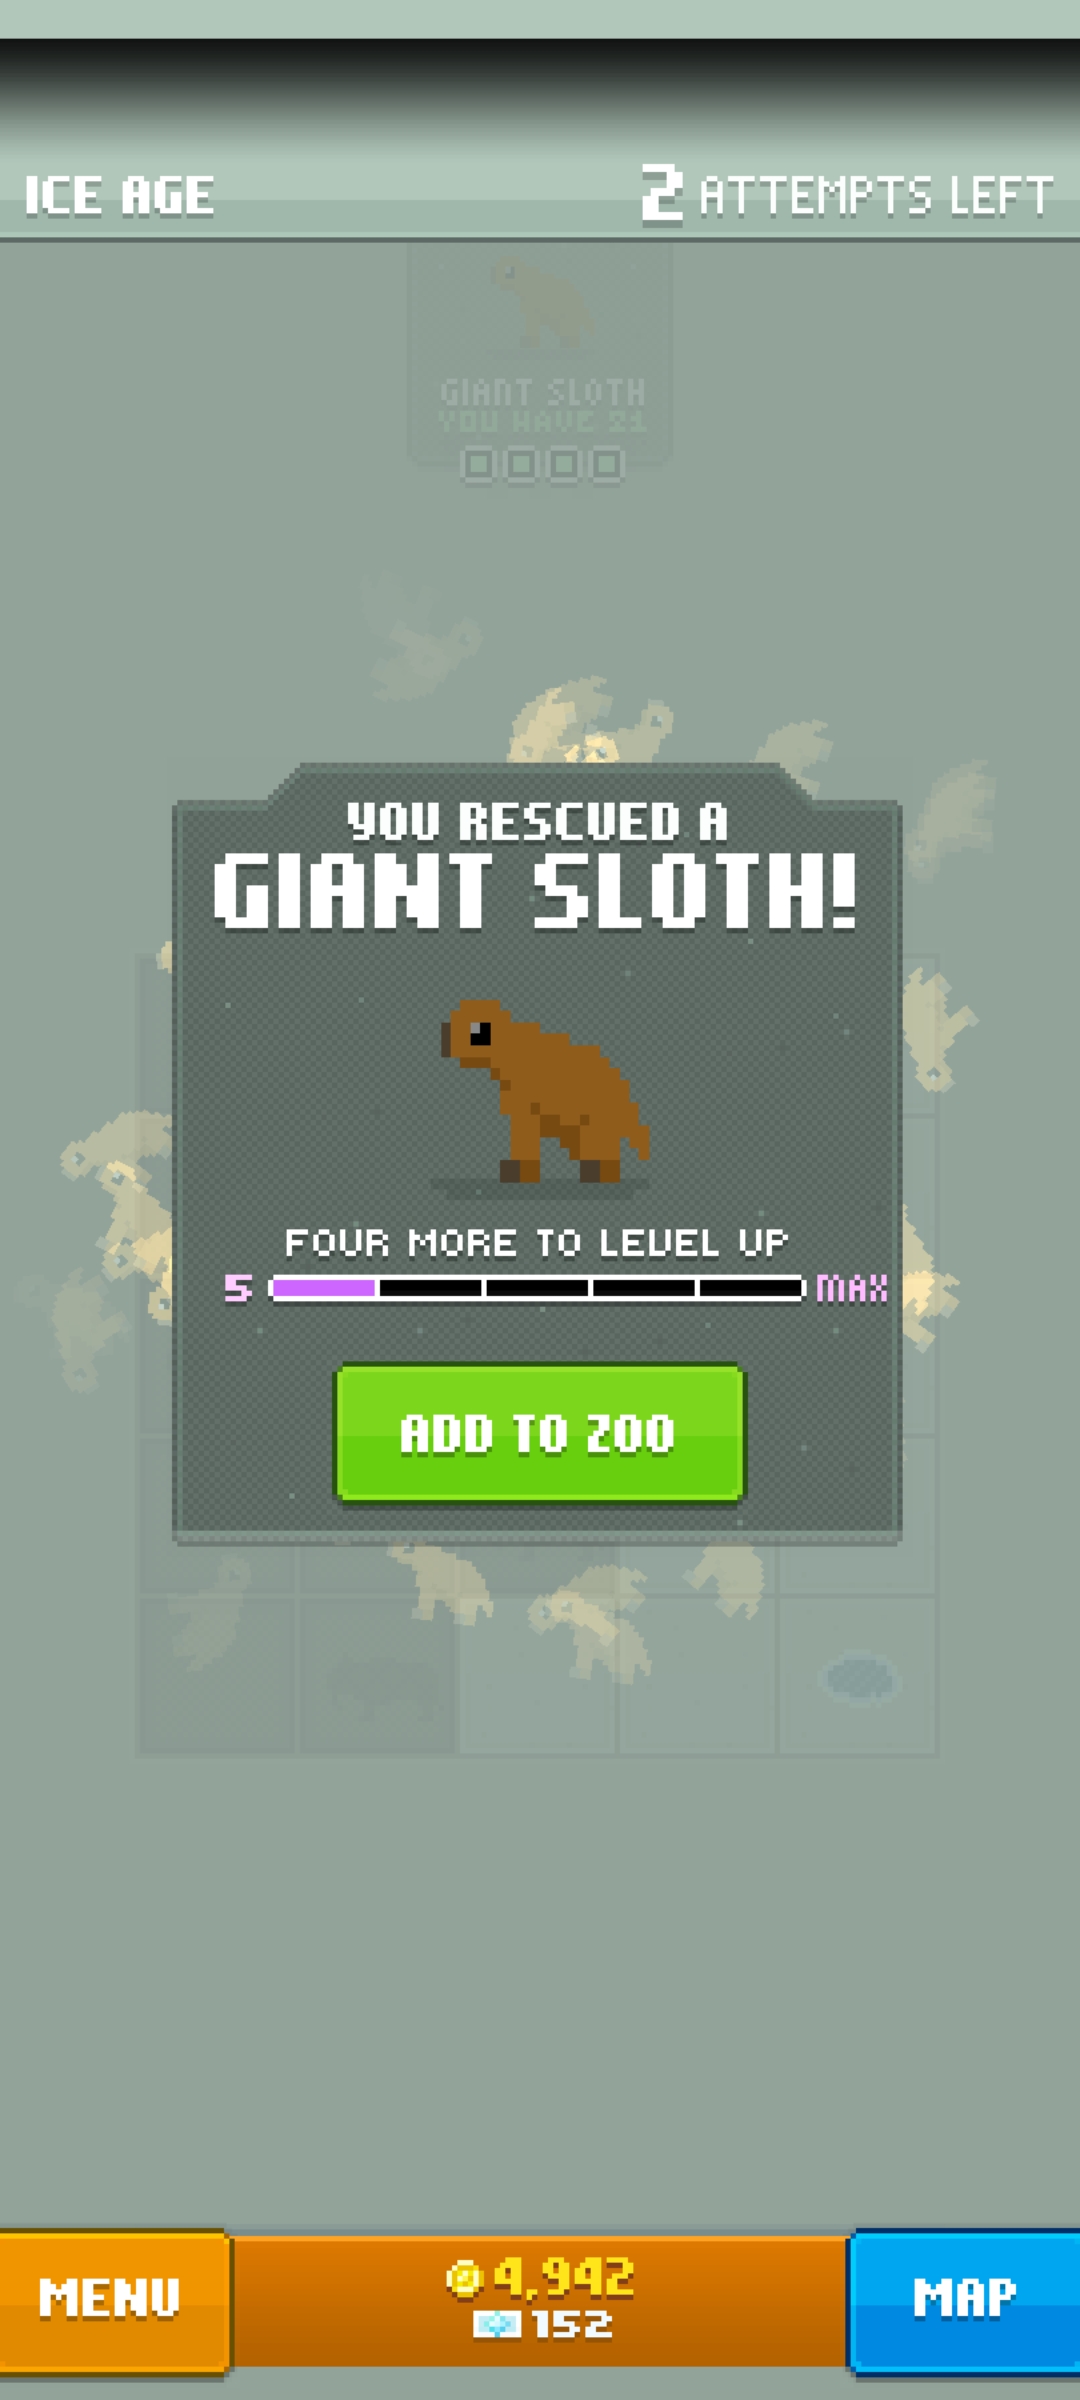 ICE AGE
2 ATTEMPTS LEFT
GIANT SLOTH
YOU HAVE 21
YOU RESCUED A
GIANT SLOTH!
FOUR MORE TO LEVEL UP
5 MAX
ADD TO ZOO
MENU
4,942
152
MAP